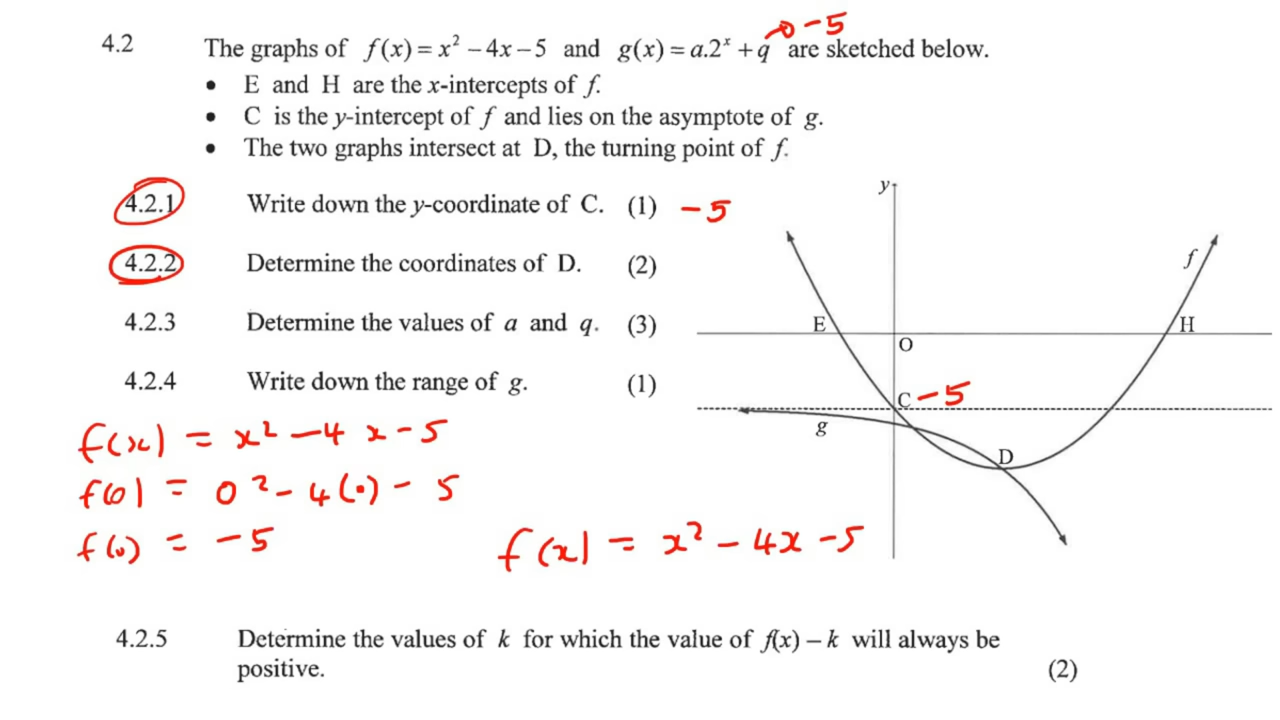 4.2 The graphs of f(x) = x² – 4x – 5 and g(x) = a.2ˣ + q → –5 are sketched below.
• E and H are the x-intercepts of f.
• C is the y-intercept of f and lies on the asymptote of g.
• The two graphs intersect at D, the turning point of f.
4.2.1 Write down the y-coordinate of C. (1) –5
4.2.2 Determine the coordinates of D. (2)
4.2.3 Determine the values of a and q. (3)
4.2.4 Write down the range of g. (1)
y
f
E
O
H
C –5
g
D
f(x) = x² – 4x – 5
f(0) = 0² – 4(0) – 5
f(0) = –5
f(x) = x² – 4x – 5
4.2.5 Determine the values of k for which the value of f(x) – k will always be
positive. (2)